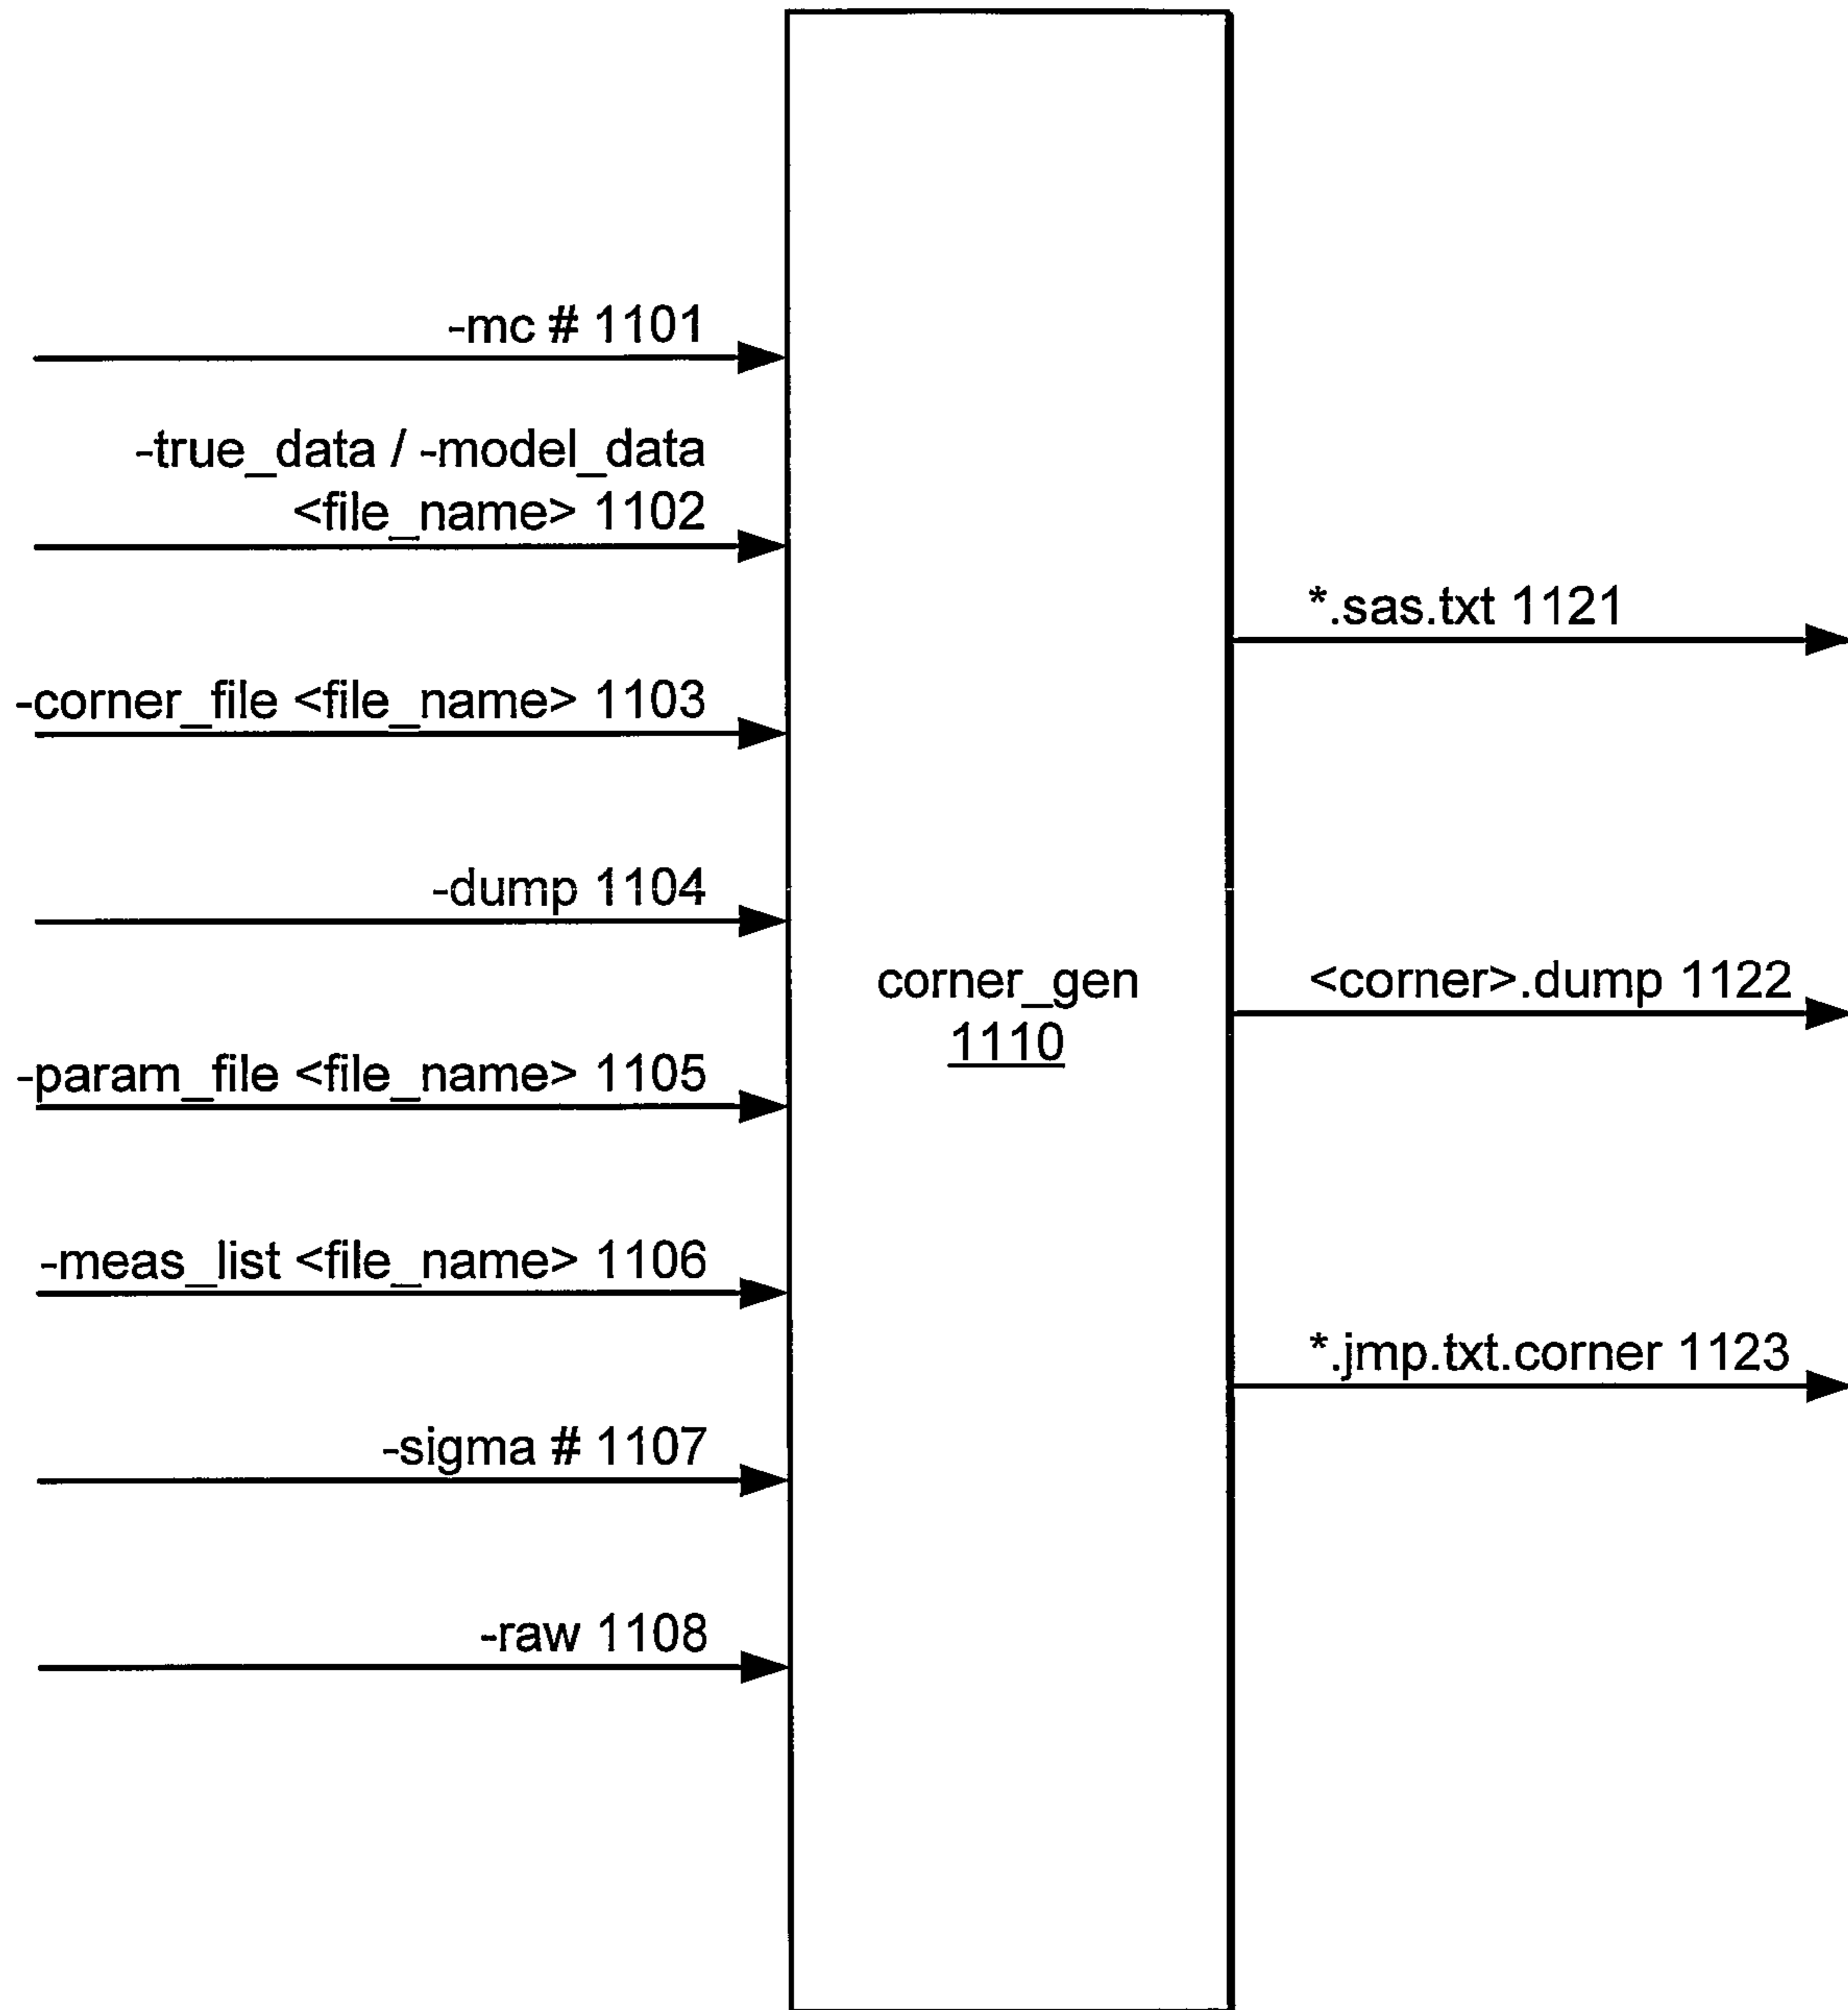 -mc # 1101
-true_data / -model_data
<file_name> 1102
-corner_file <file_name> 1103
-dump 1104
-param_file <file_name> 1105
-meas_list <file_name> 1106
-sigma # 1107
-raw 1108
corner_gen
1110
*.sas.txt 1121
<corner>.dump 1122
*.jmp.txt.corner 1123